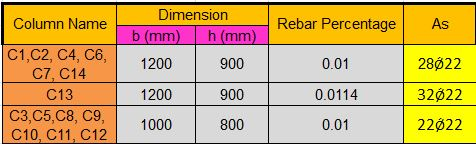 Column Name Dimension Rebar Percentage As
b (mm) h (mm)
C1,C2, C4, C6,
C7, C14 1200 900 0.01 28Ø22
C13 1200 900 0.0114 32Ø22
C3,C5,C8, C9,
C10, C11, C12 1000 800 0.01 22Ø22